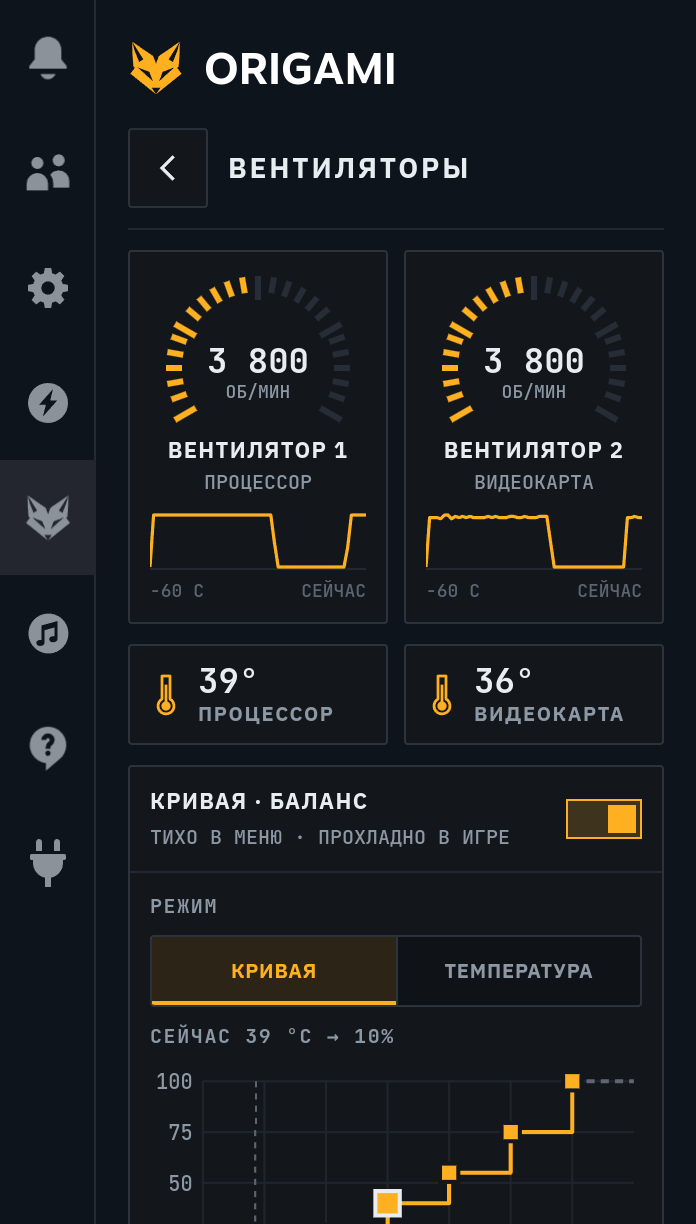 ORIGAMI
ВЕНТИЛЯТОРЫ
3 800
ОБ/МИН
ВЕНТИЛЯТОР 1
ПРОЦЕССОР
-60 С
СЕЙЧАС
3 800
ОБ/МИН
ВЕНТИЛЯТОР 2
ВИДЕОКАРТА
-60 С
СЕЙЧАС
39°
ПРОЦЕССОР
36°
ВИДЕОКАРТА
КРИВАЯ · БАЛАНС
ТИХО В МЕНЮ · ПРОХЛАДНО В ИГРЕ
РЕЖИМ
КРИВАЯ
ТЕМПЕРАТУРА
СЕЙЧАС 39 °C → 10%
100
75
50